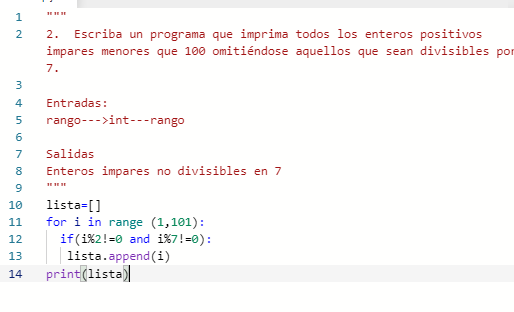 1 """
2 2. Escriba un programa que imprima todos los enteros positivos
impares menores que 100 omitiéndose aquellos que sean divisibles por
7.
3
4 Entradas:
5 rango--->int---rango
6
7 Salidas
8 Enteros impares no divisibles en 7
9 """
10 lista=[]
11 for i in range (1,101):
12 if(i%2!=0 and i%7!=0):
13 lista.append(i)
14 print(lista)